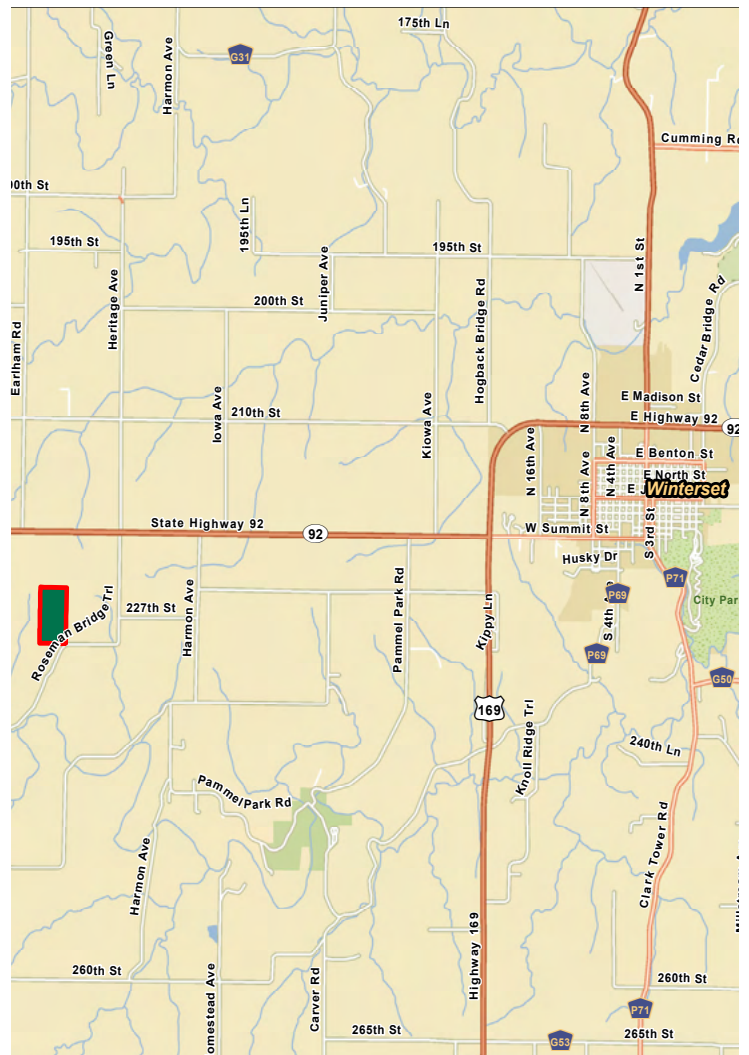 175th Ln
Green Ln
Harmon Ave
G31
Cumming Rd
00th St
195th Ln
195th St
195th St
N 1st St
Juniper Ave
Heritage Ave
200th St
Hogback Bridge Rd
Cedar Bridge Rd
Earlham Rd
Iowa Ave
210th St
Kiowa Ave
E Madison St
N 8th Ave
E Highway 92
92
N 16th Ave
N 4th Ave
E Benton St
N 8th Ave
E North St
E J
Winterset
State Highway 92
92
W Summit St
S 3rd St
Husky Dr
P71
P69
S 4th Ave
City Par
Roseman Bridge Trl
227th St
Harmon Ave
Pammel Park Rd
Kippy Ln
P69
G50
169
Knoll Ridge Trl
240th Ln
Pammel Park Rd
Clark Tower Rd
Harmon Ave
260th St
omestead Ave
Carver Rd
Highway 169
260th St
P71
265th St
G53
265th St